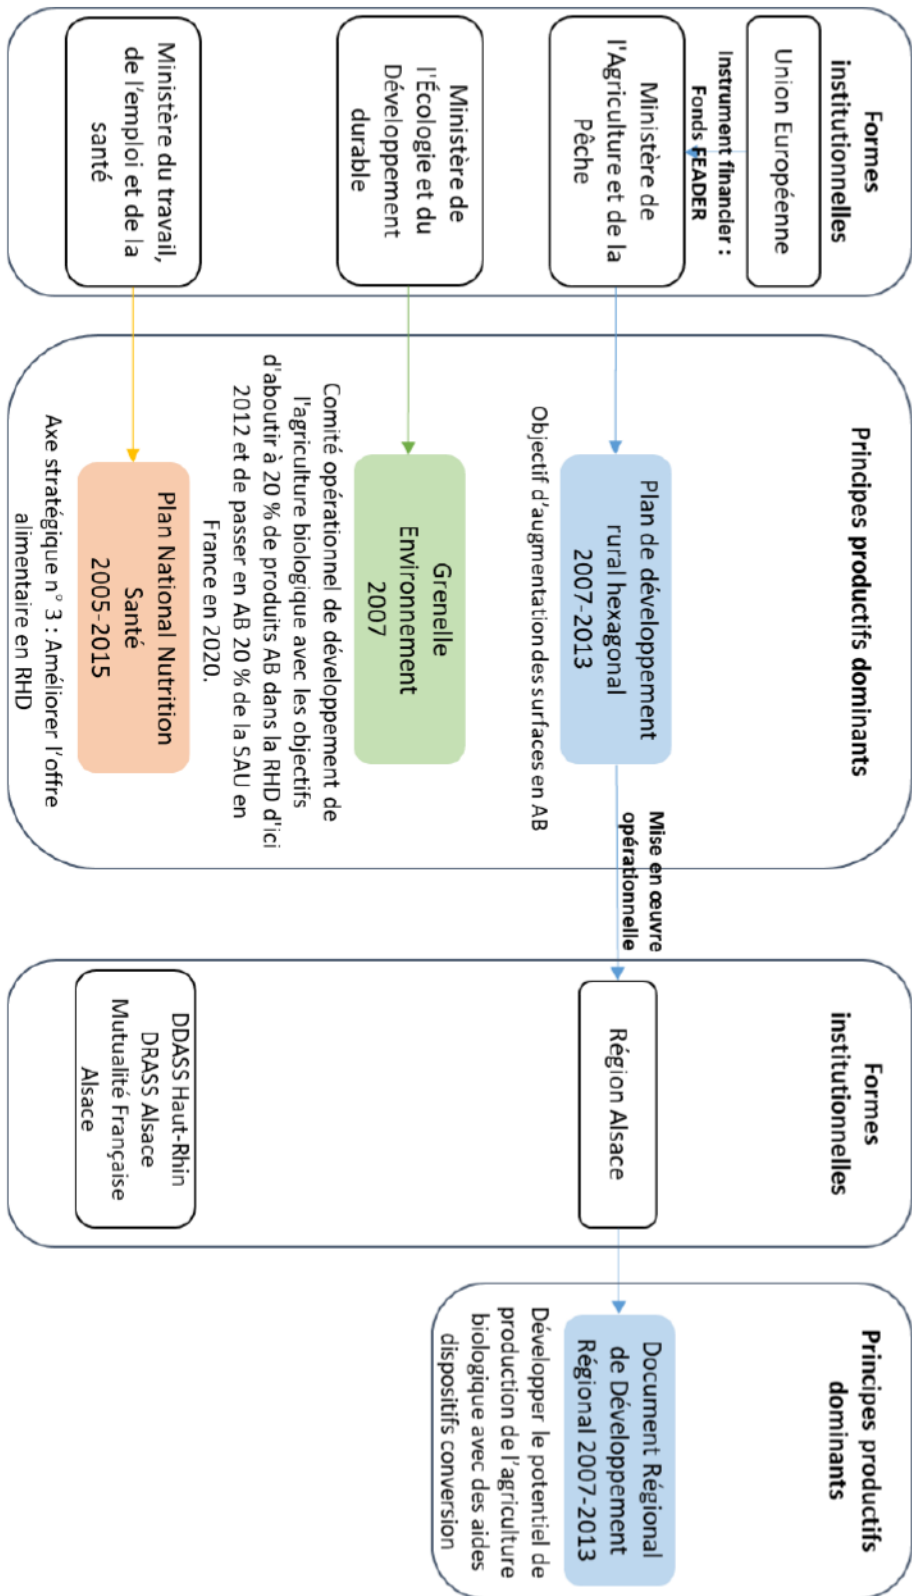 Formes
institutionnelles
Union Européenne
Instrument financier :
Fonds FEADER
Ministère de
l'Agriculture et de la
Pêche
Ministère de
l'Écologie et du
Développement
durable
Ministère du travail,
de l'emploi et de la
santé
Principes productifs dominants
Plan de développement
rural hexagonal
2007-2013
Objectif d'augmentation des surfaces en AB
Grenelle
Environnement
2007
Comité opérationnel de développement de
l'agriculture biologique avec les objectifs
d'aboutir à 20 % de produits AB dans la RHD d'ici
2012 et de passer en AB 20 % de la SAU en
France en 2020.
Plan National Nutrition
Santé
2005-2015
Axe stratégique n° 3 : Améliorer l'offre
alimentaire en RHD
Mise en œuvre
opérationnelle
Formes
institutionnelles
Région Alsace
DDASS Haut-Rhin
DRASS Alsace
Mutualité Française
Alsace
Principes productifs
dominants
Document Régional
de Développement
Régional 2007-2013
Développer le potentiel de
production de l'agriculture
biologique avec des aides
dispositifs conversion